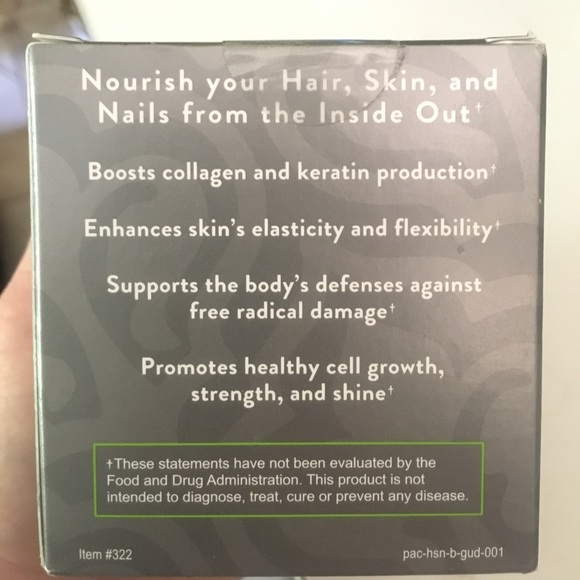 Nourish your Hair, Skin, and
Nails from the Inside Out†
Boosts collagen and keratin production†
Enhances skin's elasticity and flexibility†
Supports the body's defenses against
free radical damage†
Promotes healthy cell growth,
strength, and shine†
†These statements have not been evaluated by the
Food and Drug Administration. This product is not
intended to diagnose, treat, cure or prevent any disease.
Item #322
pac-hsn-b-gud-001